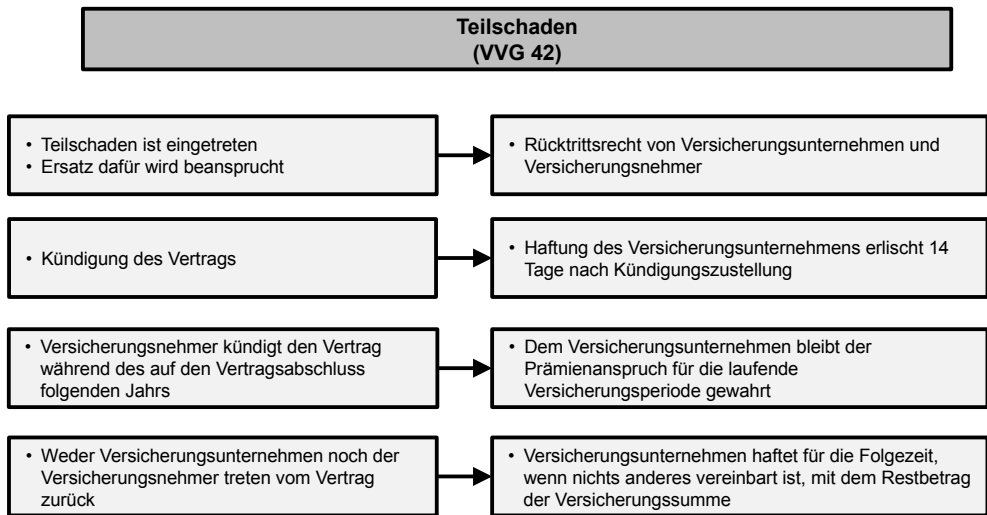 Teilschaden
(VVG 42)
• Teilschaden ist eingetreten
• Ersatz dafür wird beansprucht
• Rücktrittsrecht von Versicherungsunternehmen und
Versicherungsnehmer
• Kündigung des Vertrags
• Haftung des Versicherungsunternehmens erlischt 14
Tage nach Kündigungszustellung
• Versicherungsnehmer kündigt den Vertrag
während des auf den Vertragsabschluss
folgenden Jahrs
• Dem Versicherungsunternehmen bleibt der
Prämienanspruch für die laufende
Versicherungsperiode gewahrt
• Weder Versicherungsunternehmen noch der
Versicherungsnehmer treten vom Vertrag
zurück
• Versicherungsunternehmen haftet für die Folgezeit,
wenn nichts anderes vereinbart ist, mit dem Restbetrag
der Versicherungssumme